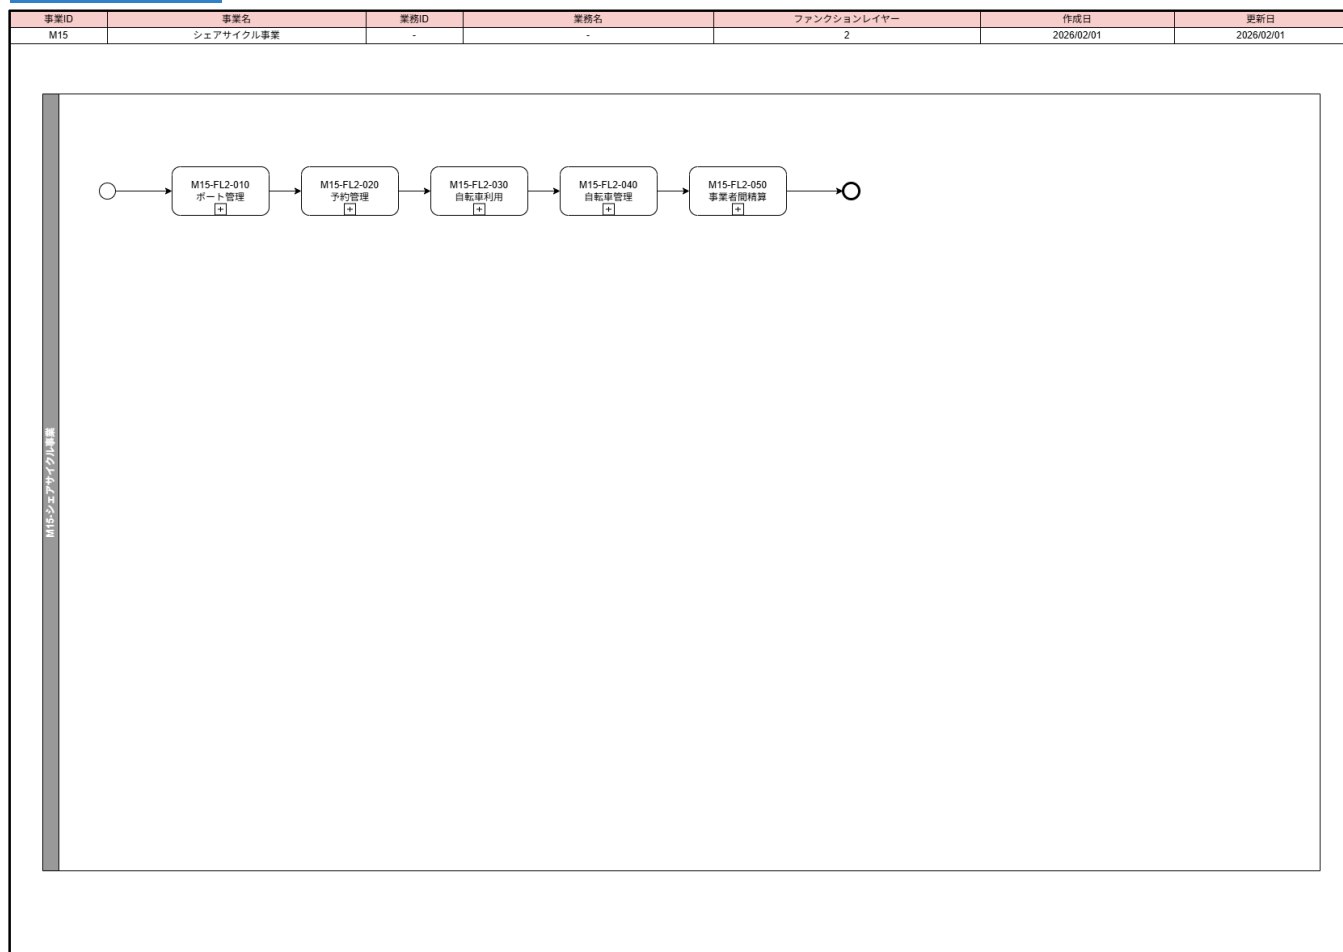 事業ID 事業名 業務ID 業務名 ファンクションレイヤー 作成日 更新日
M15 シェアサイクル事業 - - 2 2026/02/01 2026/02/01
M15-シェアサイクル事業
M15-FL2-010
ポート管理
M15-FL2-020
予約管理
M15-FL2-030
自転車利用
M15-FL2-040
自転車管理
M15-FL2-050
事業者間精算